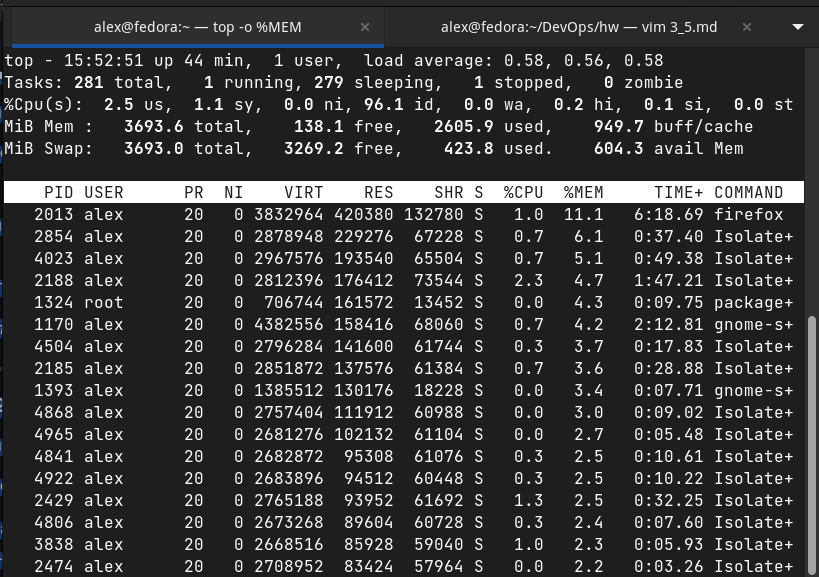 alex@fedora:~ — top -o %MEM × alex@fedora:~/DevOps/hw — vim 3_5.md ×
top - 15:52:51 up 44 min,  1 user,  load average: 0.58, 0.56, 0.58
Tasks: 281 total,   1 running, 279 sleeping,   1 stopped,   0 zombie
%Cpu(s):  2.5 us,  1.1 sy,  0.0 ni, 96.1 id,  0.0 wa,  0.2 hi,  0.1 si,  0.0 st
MiB Mem :   3693.6 total,    138.1 free,   2605.9 used,    949.7 buff/cache
MiB Swap:   3693.0 total,   3269.2 free,    423.8 used.    604.3 avail Mem
PID USER      PR  NI    VIRT    RES    SHR S  %CPU  %MEM     TIME+ COMMAND
2013 alex      20   0 3832964 420380 132780 S   1.0  11.1   6:18.69 firefox
2854 alex      20   0 2878948 229276  67228 S   0.7   6.1   0:37.40 Isolate+
4023 alex      20   0 2967576 193540  65504 S   0.7   5.1   0:49.38 Isolate+
2188 alex      20   0 2812396 176412  73544 S   2.3   4.7   1:47.21 Isolate+
1324 root      20   0  706744 161572  13452 S   0.0   4.3   0:09.75 package+
1170 alex      20   0 4382556 158416  68060 S   0.7   4.2   2:12.81 gnome-s+
4504 alex      20   0 2796284 141600  61744 S   0.3   3.7   0:17.83 Isolate+
2185 alex      20   0 2851872 137576  61384 S   0.7   3.6   0:28.88 Isolate+
1393 alex      20   0 1385512 130176  18228 S   0.0   3.4   0:07.71 gnome-s+
4868 alex      20   0 2757404 111912  60988 S   0.0   3.0   0:09.02 Isolate+
4965 alex      20   0 2681276 102132  61104 S   0.0   2.7   0:05.48 Isolate+
4841 alex      20   0 2682872  95308  61076 S   0.3   2.5   0:10.61 Isolate+
4922 alex      20   0 2683896  94512  60448 S   0.3   2.5   0:10.22 Isolate+
2429 alex      20   0 2765188  93952  61692 S   1.3   2.5   0:32.25 Isolate+
4806 alex      20   0 2673268  89604  60728 S   0.3   2.4   0:07.60 Isolate+
3838 alex      20   0 2668516  85928  59040 S   1.0   2.3   0:05.93 Isolate+
2474 alex      20   0 2708952  83424  57964 S   0.0   2.2   0:03.26 Isolate+